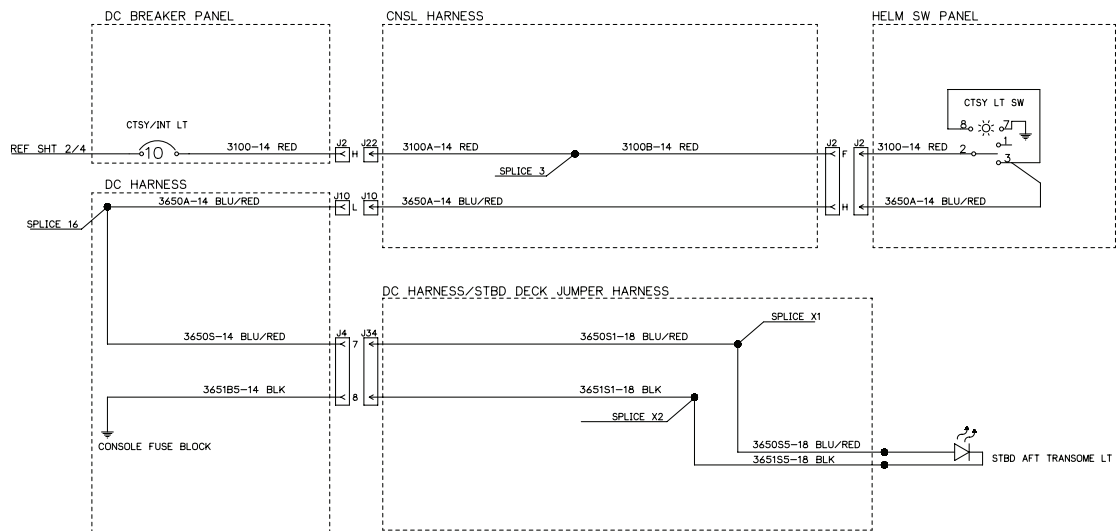 DC BREAKER PANEL
CNSL HARNESS
HELM SW PANEL
CTSY/INT LT
CTSY LT SW
8
7
REF SHT 2/4
10
3100-14 RED
J2
H
J22
3100A-14 RED
3100B-14 RED
J2
F
J2
3100-14 RED
2
1
3
SPLICE 3
DC HARNESS
3650A-14 BLU/RED
J10
L
J10
3650A-14 BLU/RED
H
3650A-14 BLU/RED
SPLICE 16
DC HARNESS/STBD DECK JUMPER HARNESS
SPLICE X1
3650S-14 BLU/RED
J4
7
J34
3650S1-18 BLU/RED
3651B5-14 BLK
8
3651S1-18 BLK
SPLICE X2
CONSOLE FUSE BLOCK
3650S5-18 BLU/RED
3651S5-18 BLK
STBD AFT TRANSOME LT